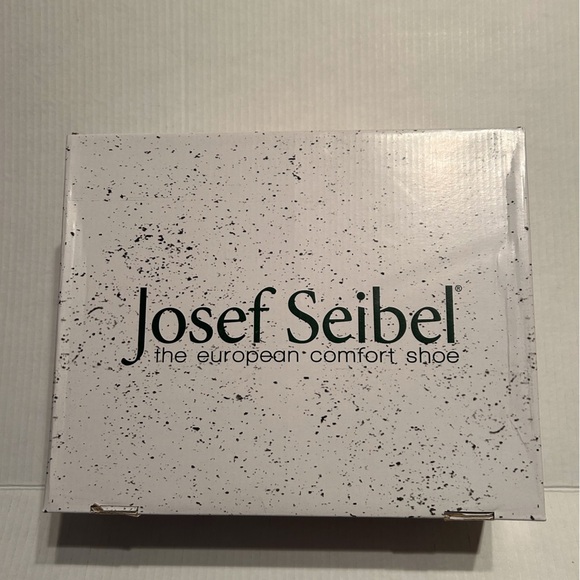 Josef Seibel®
the european comfort shoe